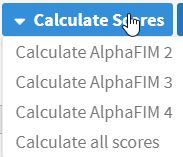 Calculate Scores
Calculate AlphaFIM 2
Calculate AlphaFIM 3
Calculate AlphaFIM 4
Calculate all scores